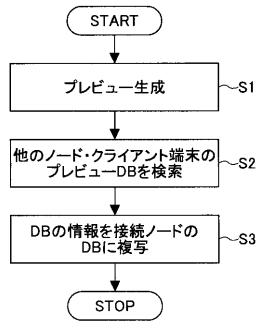 START
プレビュー生成
S1
他のノード・クライアント端末の
プレビューDBを検索
S2
DBの情報を接続ノードの
DBに複写
S3
STOP